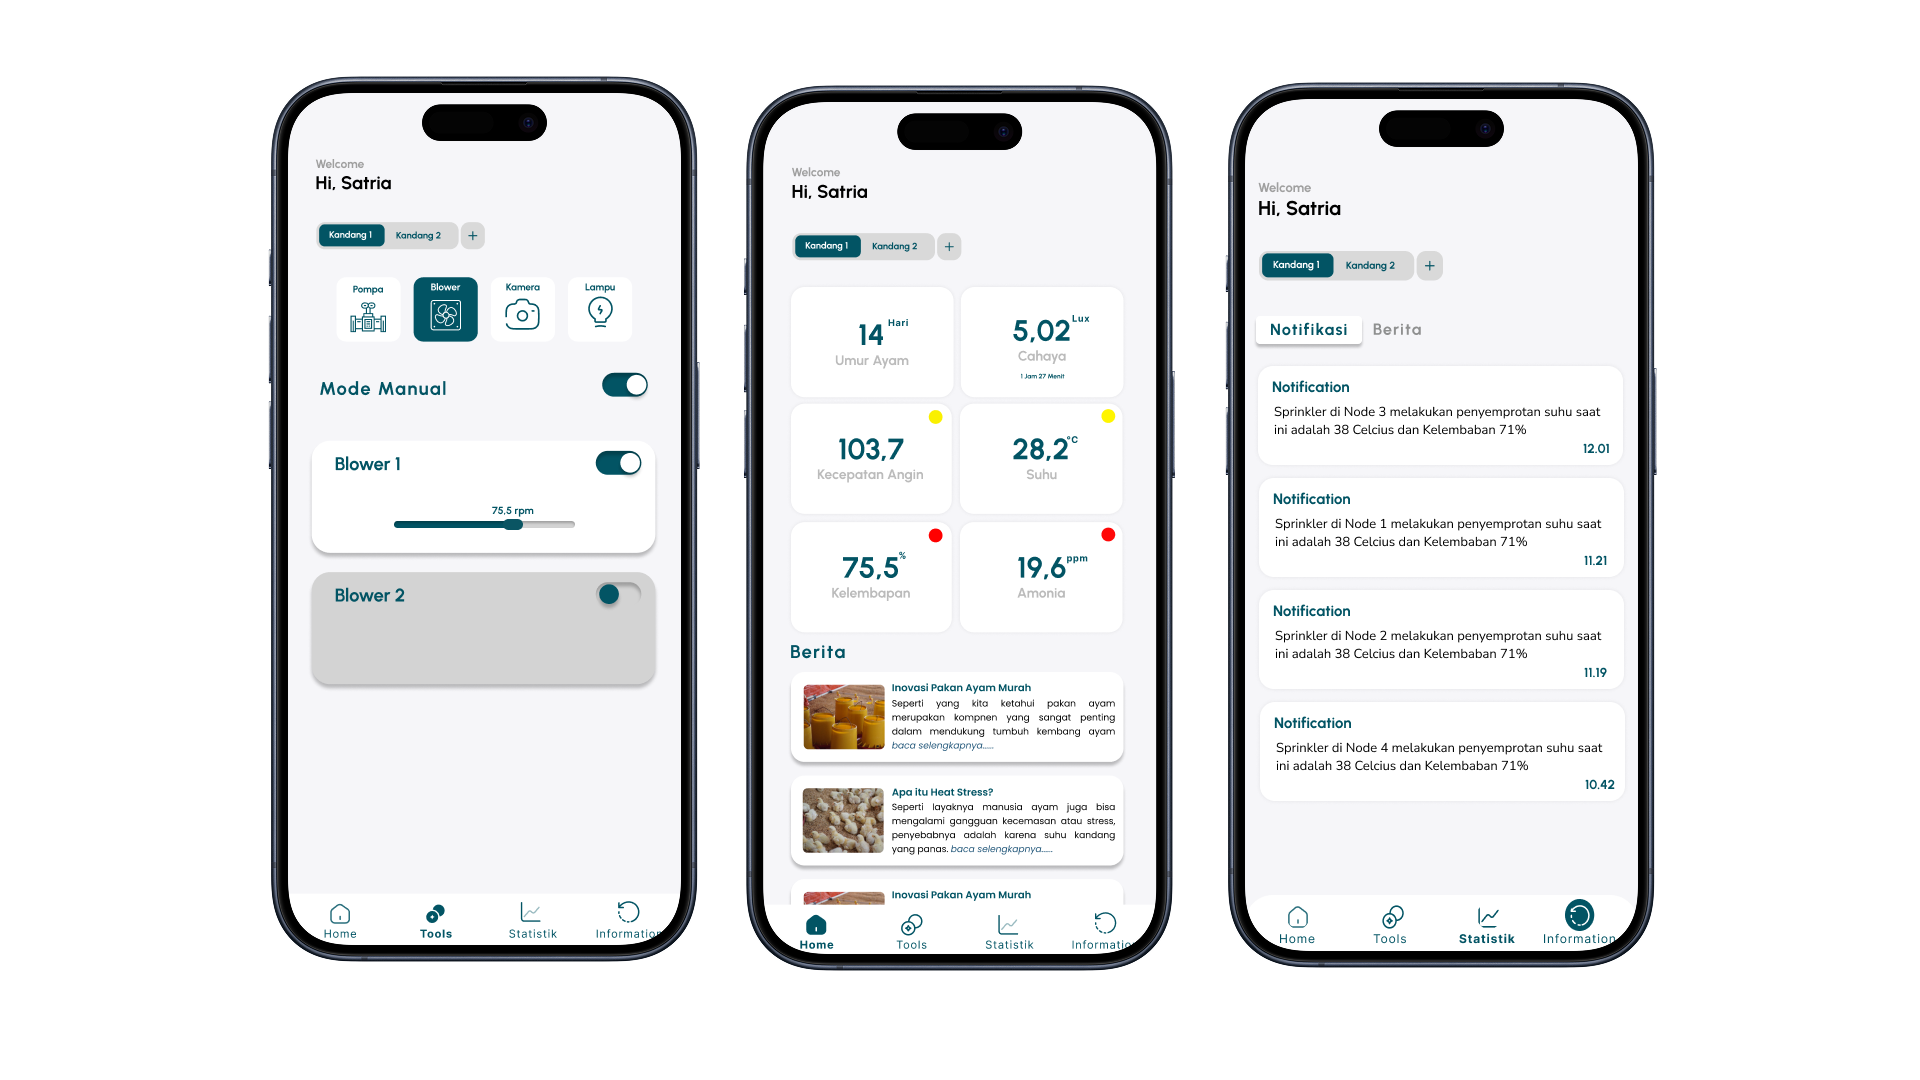 Welcome
Hi, Satria
Kandang 1
Kandang 2
+
Pompa
Blower
Kamera
Lampu
Mode Manual
Blower 1
75,5 rpm
Blower 2
Home
Tools
Statistik
Information
Welcome
Hi, Satria
Kandang 1
Kandang 2
+
14 Hari
Umur Ayam
5,02 Lux
Cahaya
1 Jam 27 Menit
103,7
Kecepatan Angin
28,2 °C
Suhu
75,5 %
Kelembapan
19,6 ppm
Amonia
Berita
Inovasi Pakan Ayam Murah
Seperti yang kita ketahui pakan ayam
merupakan kompnen yang sangat penting
dalam mendukung tumbuh kembang ayam
baca selengkapnya.....
Apa itu Heat Stress?
Seperti layaknya manusia ayam juga bisa
mengalami gangguan kecemasan atau stress,
penyebabnya adalah karena suhu kandang
yang panas. baca selengkapnya.....
Inovasi Pakan Ayam Murah
Home
Tools
Statistik
Informatio
Welcome
Hi, Satria
Kandang 1
Kandang 2
+
Notifikasi
Berita
Notification
Sprinkler di Node 3 melakukan penyemprotan suhu saat
ini adalah 38 Celcius dan Kelembaban 71%
12.01
Notification
Sprinkler di Node 1 melakukan penyemprotan suhu saat
ini adalah 38 Celcius dan Kelembaban 71%
11.21
Notification
Sprinkler di Node 2 melakukan penyemprotan suhu saat
ini adalah 38 Celcius dan Kelembaban 71%
11.19
Notification
Sprinkler di Node 4 melakukan penyemprotan suhu saat
ini adalah 38 Celcius dan Kelembaban 71%
10.42
Home
Tools
Statistik
Information